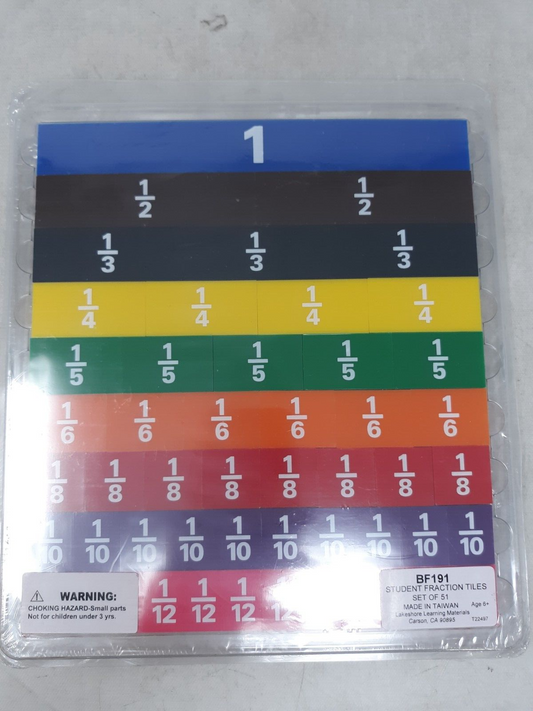 1
1/2 1/2
1/3 1/3 1/3
1/4 1/4 1/4 1/4
1/5 1/5 1/5 1/5 1/5
1/6 1/6 1/6 1/6 1/6 1/6
1/8 1/8 1/8 1/8 1/8 1/8 1/8 1/8
1/10 1/10 1/10 1/10 1/10 1/10 1/10 1/10 1/10 1/10
1/12 1/12 1/12 1/12
WARNING:
CHOKING HAZARD-Small parts
Not for children under 3 yrs.
BF191
STUDENT FRACTION TILES
SET OF 51
MADE IN TAIWAN Age 6+
Lakeshore Learning Materials
Carson, CA 90895 T22497